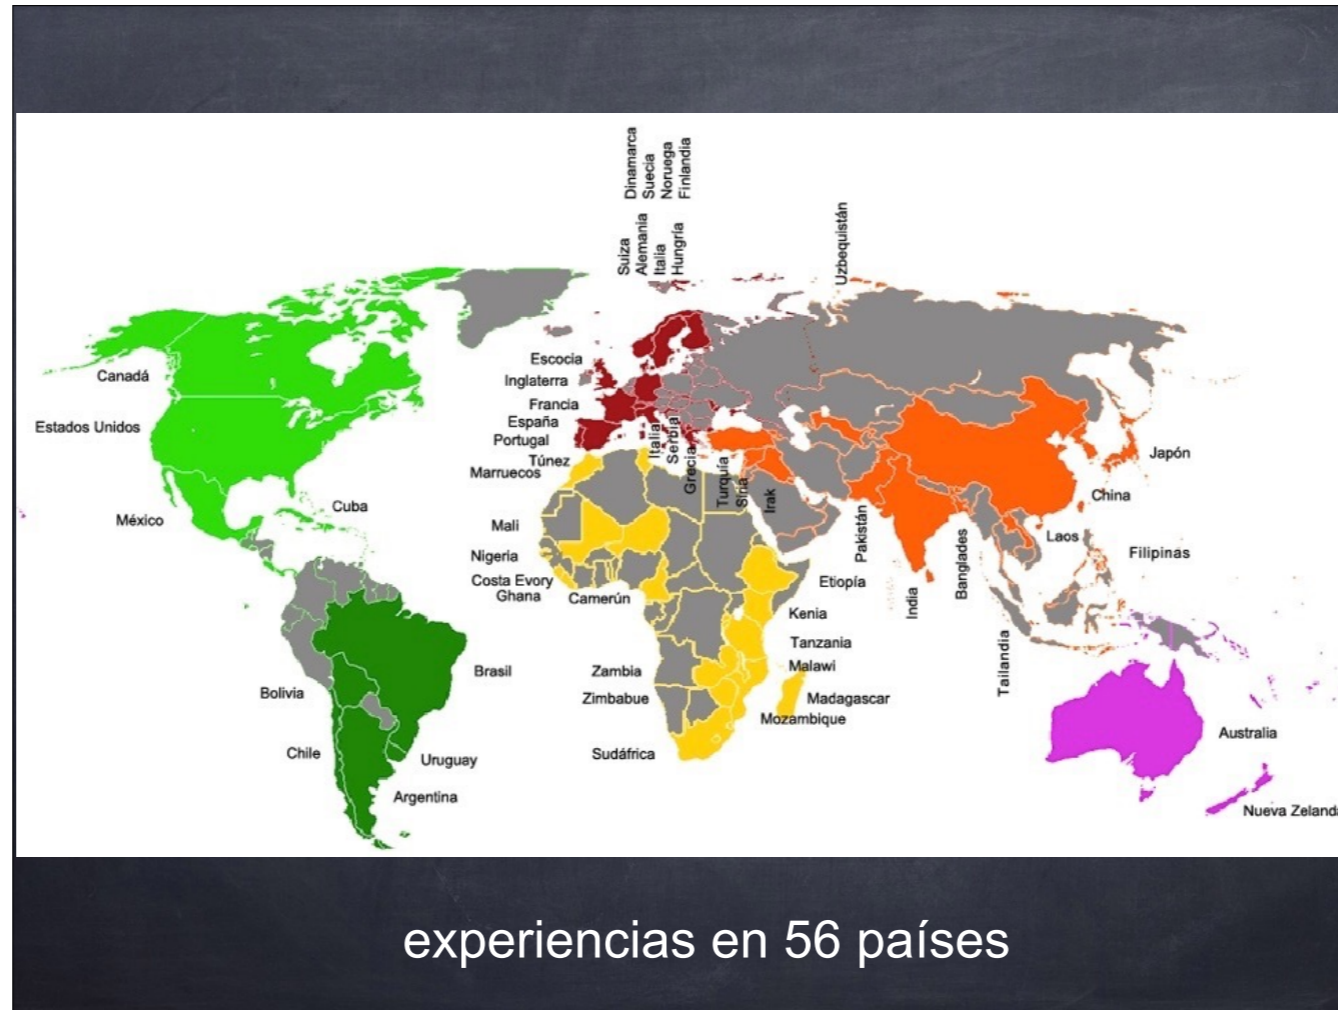 Dinamarca
Suecia
Noruega
Finlandia
Suiza
Alemania
Italia
Hungría
Uzbequistán
Escocia
Inglaterra
Francia
España
Portugal
Túnez
Marruecos
Italia
Serbia
Grecia
Turquía
Siria
Irak
Canadá
Estados Unidos
México
Cuba
Mali
Nigeria
Costa Evory
Ghana
Camerún
Etiopía
Kenia
Tanzania
Malawi
Madagascar
Mozambique
Zambia
Zimbabue
Sudáfrica
Pakistán
India
Banglades
Tailandia
Laos
China
Japón
Filipinas
Brasil
Bolivia
Chile
Uruguay
Argentina
Australia
Nueva Zelanda
experiencias en 56 países